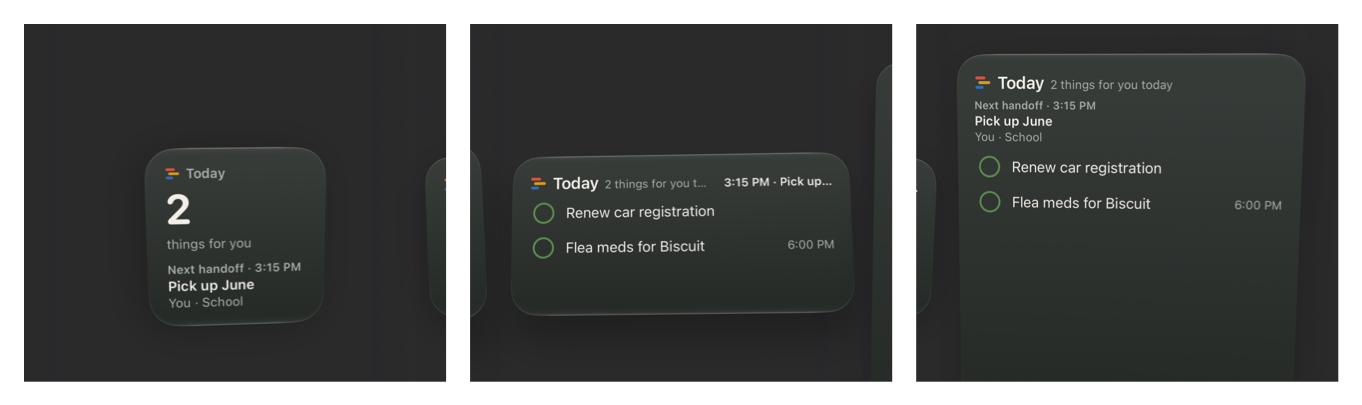 Today
2
things for you
Next handoff · 3:15 PM
Pick up June
You · School
Today 2 things for you t... 3:15 PM · Pick up...
Renew car registration
Flea meds for Biscuit 6:00 PM
Today 2 things for you today
Next handoff · 3:15 PM
Pick up June
You · School
Renew car registration
Flea meds for Biscuit 6:00 PM